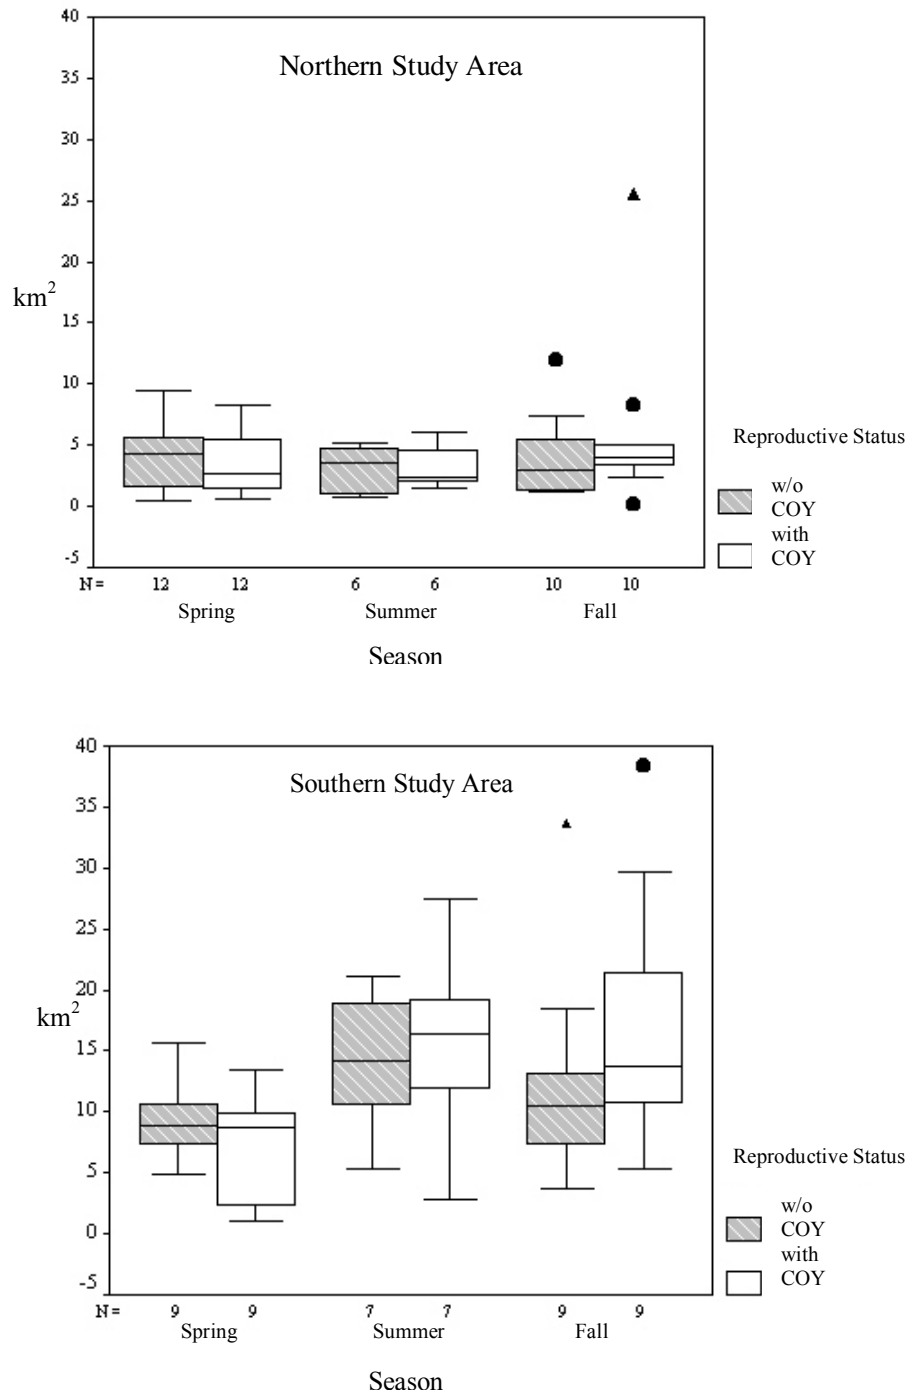 40
Northern Study Area
35
30
25
20
km2
15
10
5
0
-5
Reproductive Status
w/o
COY
with
COY
N = 12 12 6 6 10 10
Spring Summer Fall
Season
40
Southern Study Area
35
30
25
20
km2
15
10
5
0
-5
Reproductive Status
w/o
COY
with
COY
N = 9 9 7 7 9 9
Spring Summer Fall
Season